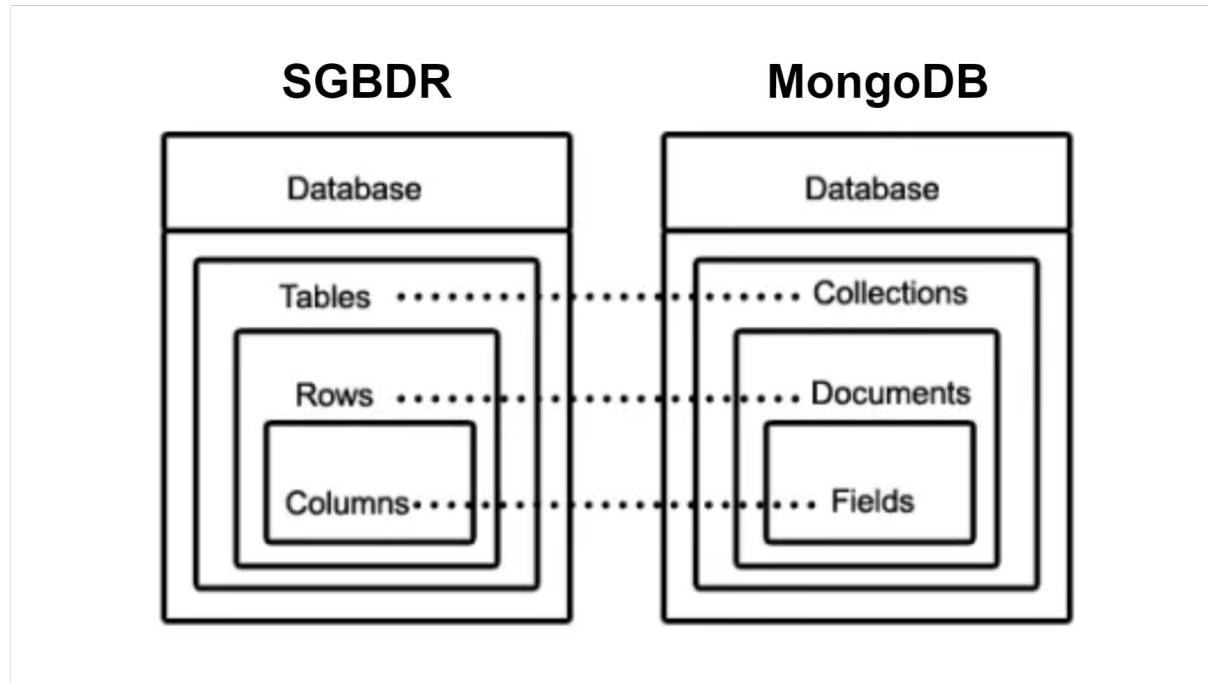 SGBDR MongoDB
Database Database
Tables Collections
Rows Documents
Columns Fields